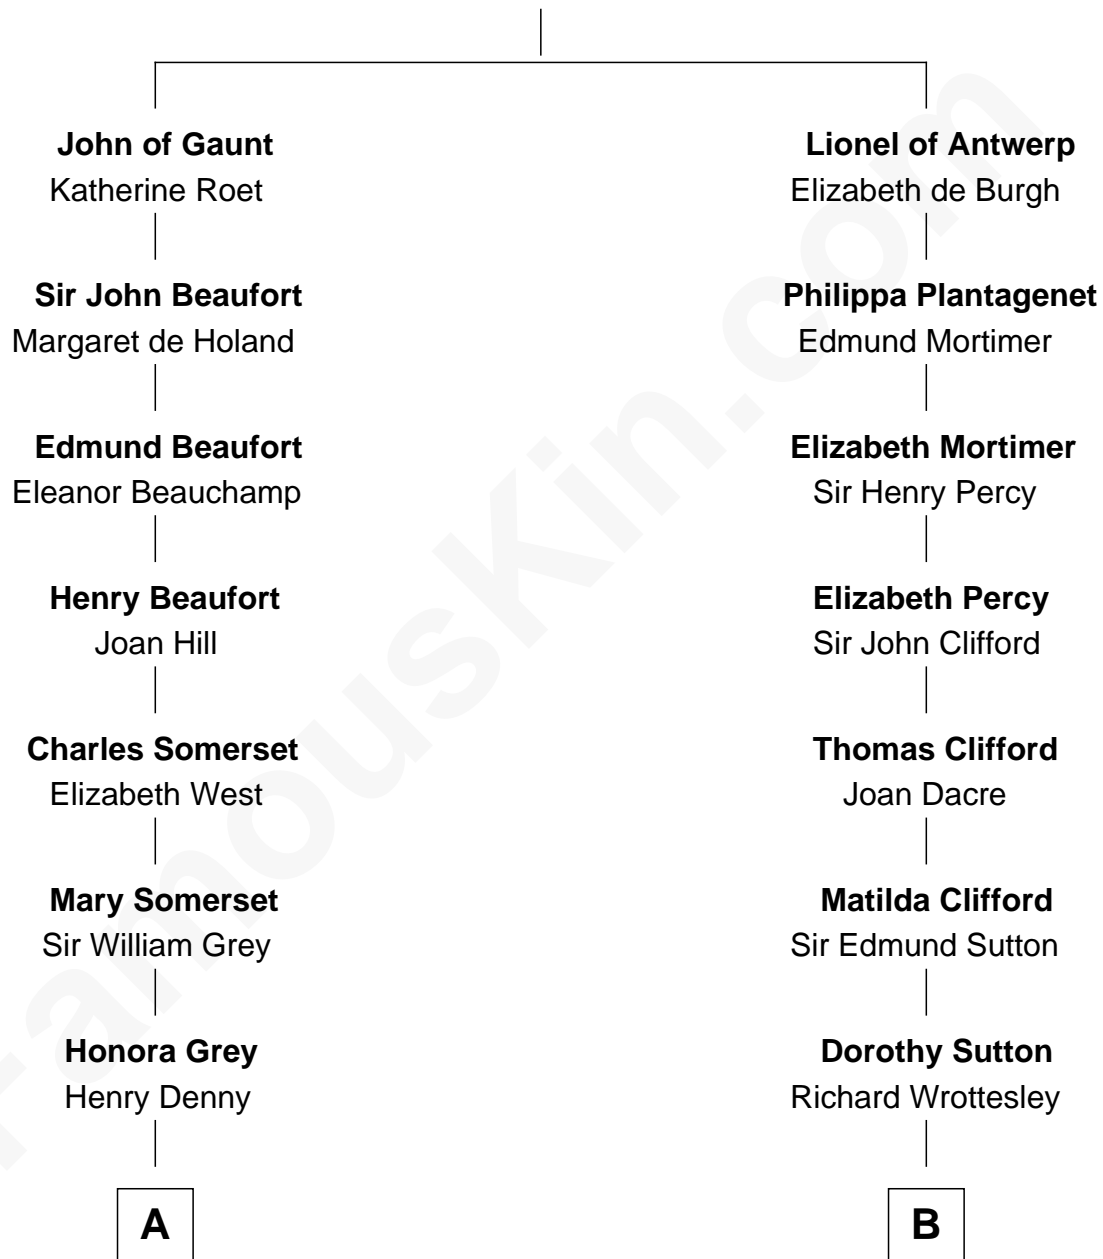 John of Gaunt
Katherine Roet
Sir John Beaufort
Margaret de Holand
Edmund Beaufort
Eleanor Beauchamp
Henry Beaufort
Joan Hill
Charles Somerset
Elizabeth West
Mary Somerset
Sir William Grey
Honora Grey
Henry Denny
A
Lionel of Antwerp
Elizabeth de Burgh
Philippa Plantagenet
Edmund Mortimer
Elizabeth Mortimer
Sir Henry Percy
Elizabeth Percy
Sir John Clifford
Thomas Clifford
Joan Dacre
Matilda Clifford
Sir Edmund Sutton
Dorothy Sutton
Richard Wrottesley
B
FamousKin.com